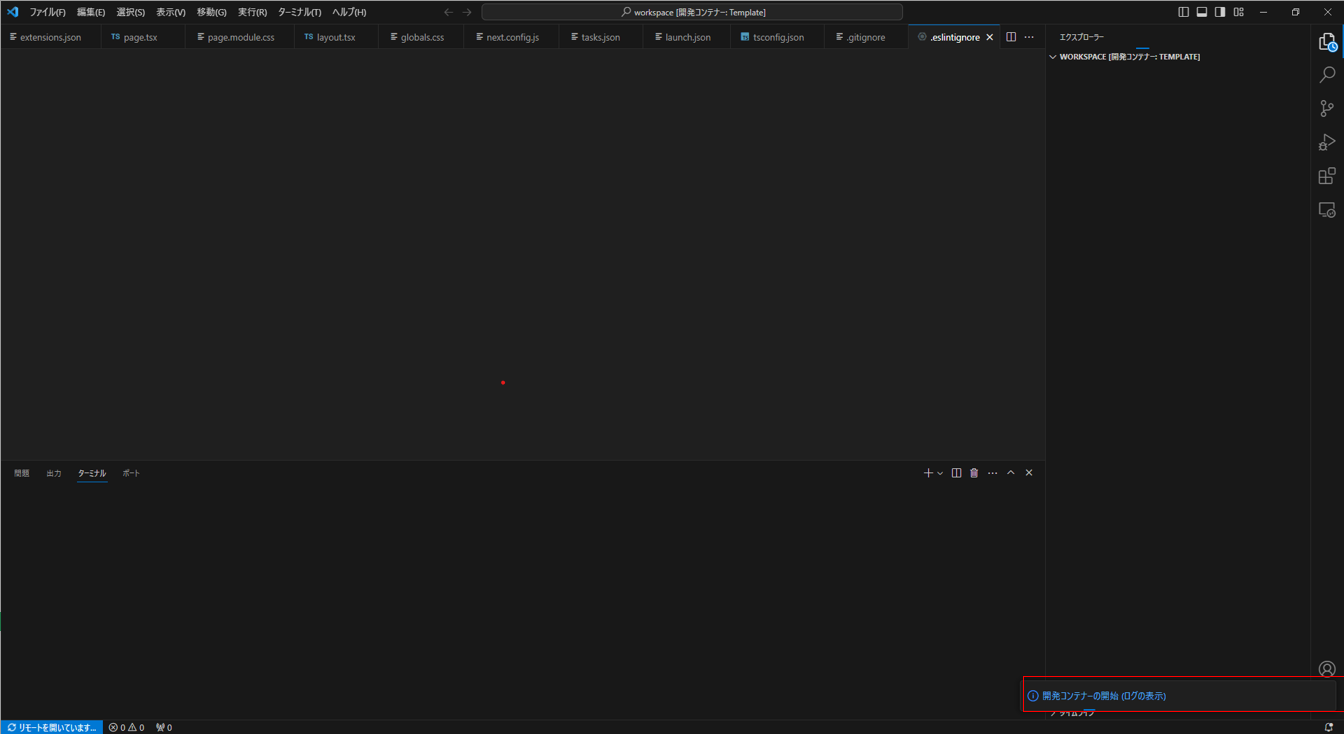 ファイル(F) 編集(E) 選択(S) 表示(V) 移動(G) 実行(R) ターミナル(T) ヘルプ(H) workspace [開発コンテナー: Template]
extensions.json TS page.tsx page.module.css TS layout.tsx globals.css next.config.js tasks.json launch.json tsconfig.json .gitignore .eslintignore
エクスプローラー
WORKSPACE [開発コンテナー: TEMPLATE]
問題 出力 ターミナル ポート
開発コンテナーの開始 (ログの表示)
タイムライン
リモートを開いています... 0 0 0